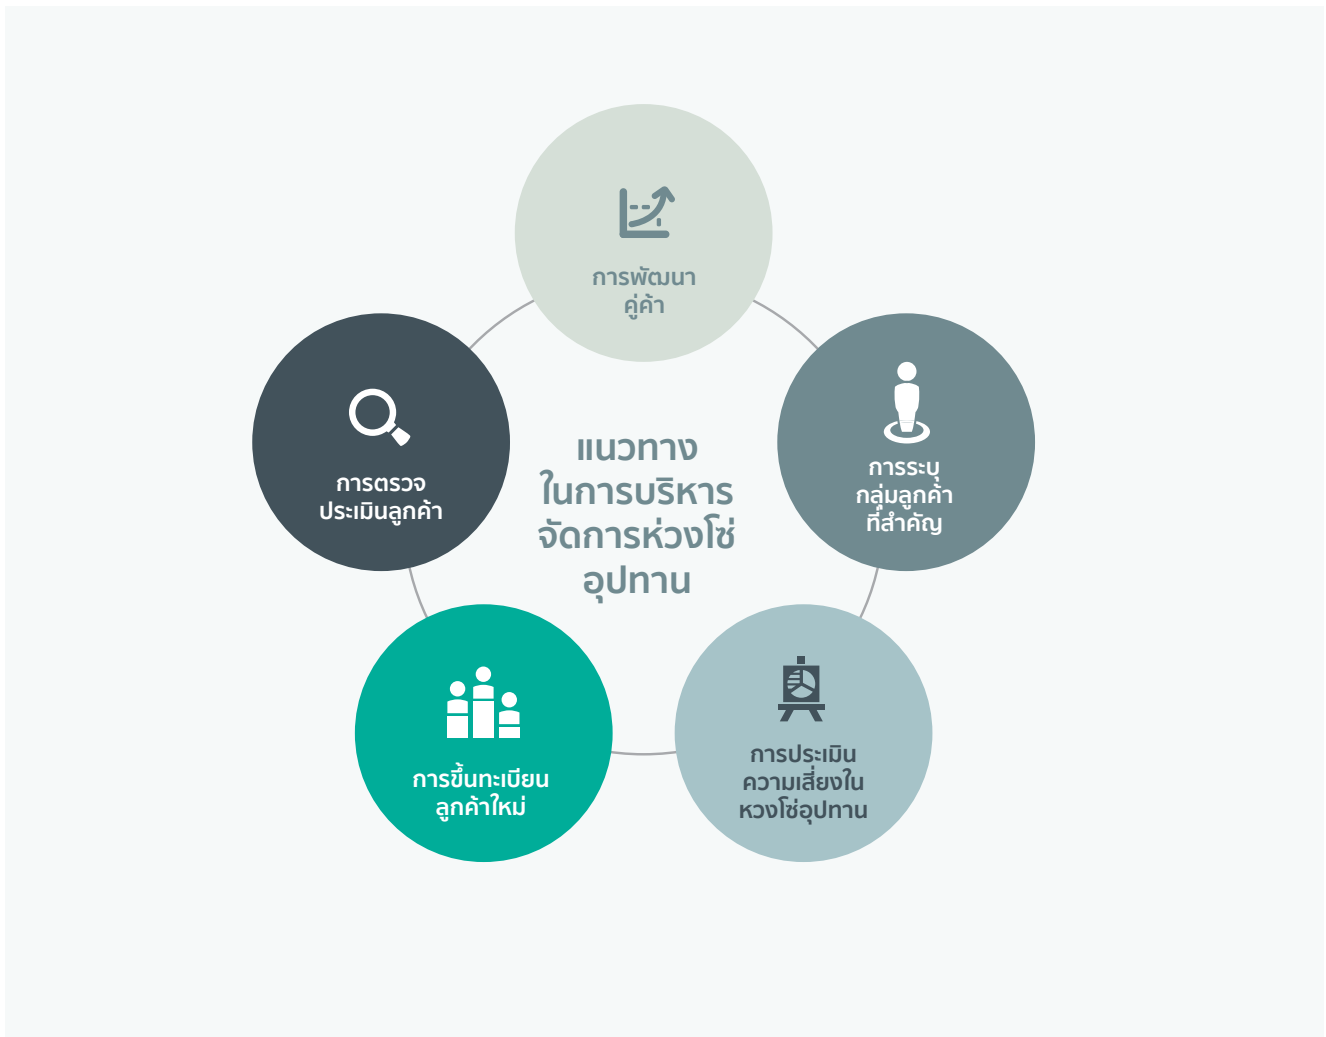 การพัฒนา
คู่ค้า
การระบุ
กลุ่มลูกค้า
ที่สำคัญ
การประเมิน
ความเสี่ยงใน
หวงโซ่อุปทาน
การขึ้นทะเบียน
ลูกค้าใหม่
การตรวจ
ประเมินลูกค้า
แนวทาง
ในการบริหาร
จัดการห่วงโซ่
อุปทาน